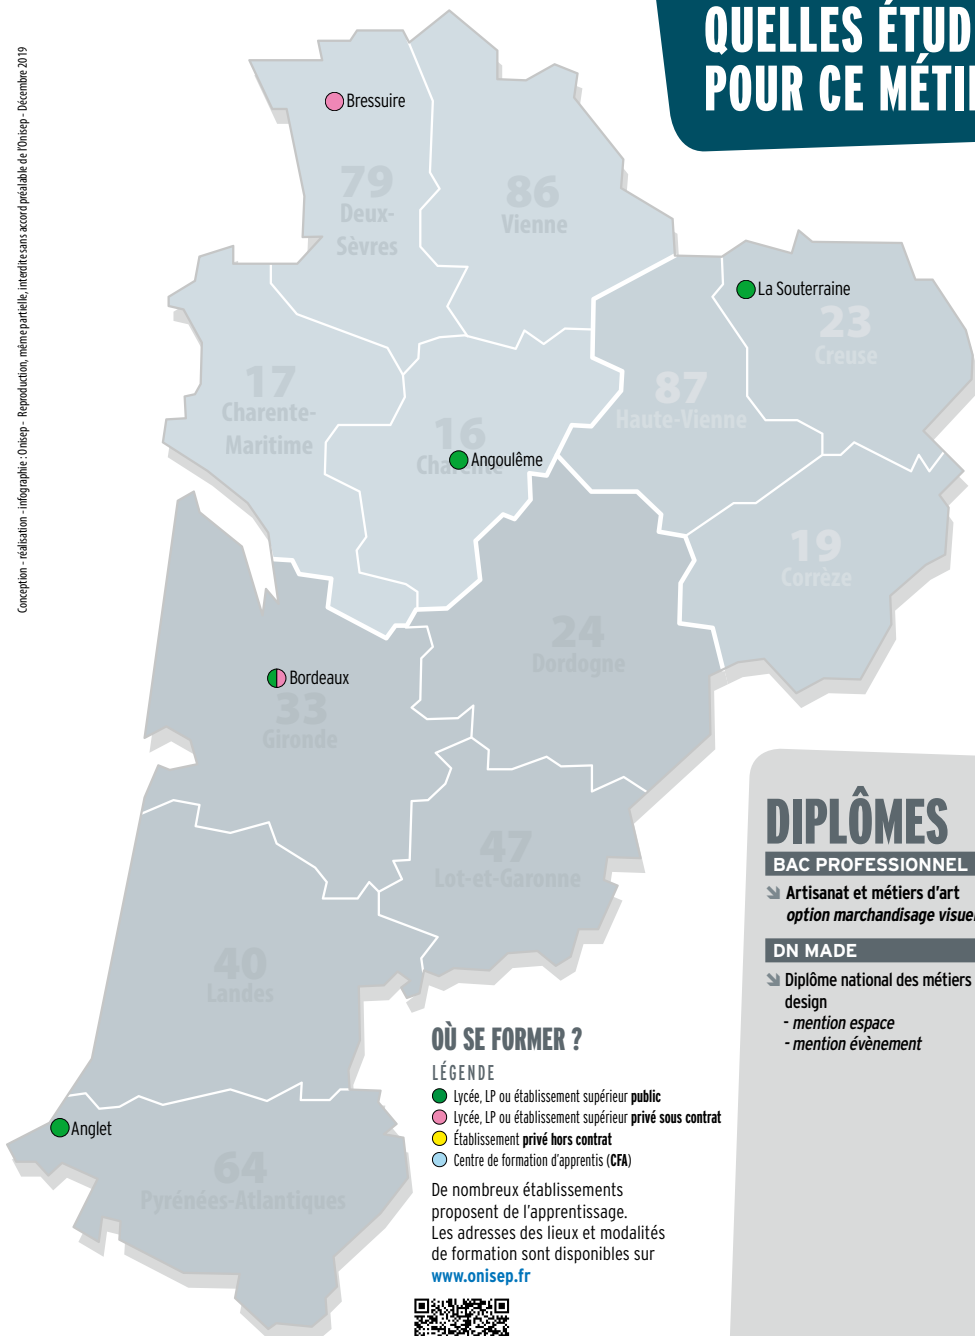 QUELLES ÉTUD
POUR CE MÉTI
Conception - réalisation - infographie : Onisep - Reproduction, même partielle, interdite sans accord préalable de l'Onisep - Décembre 2019
Bressuire
79
Deux-
Sèvres
86
Vienne
La Souterraine
23
Creuse
17
Charente-
Maritime
87
Haute-Vienne
16
Charente
Angoulême
19
Corrèze
24
Dordogne
Bordeaux
33
Gironde
47
Lot-et-Garonne
40
Landes
Anglet
64
Pyrénées-Atlantiques
OÙ SE FORMER ?
LÉGENDE
Lycée, LP ou établissement supérieur public
Lycée, LP ou établissement supérieur privé sous contrat
Établissement privé hors contrat
Centre de formation d'apprentis (CFA)
De nombreux établissements
proposent de l'apprentissage.
Les adresses des lieux et modalités
de formation sont disponibles sur
www.onisep.fr
DIPLÔMES
BAC PROFESSIONNEL
Artisanat et métiers d'art
option marchandisage visue
DN MADE
Diplôme national des métiers
design
- mention espace
- mention évènement